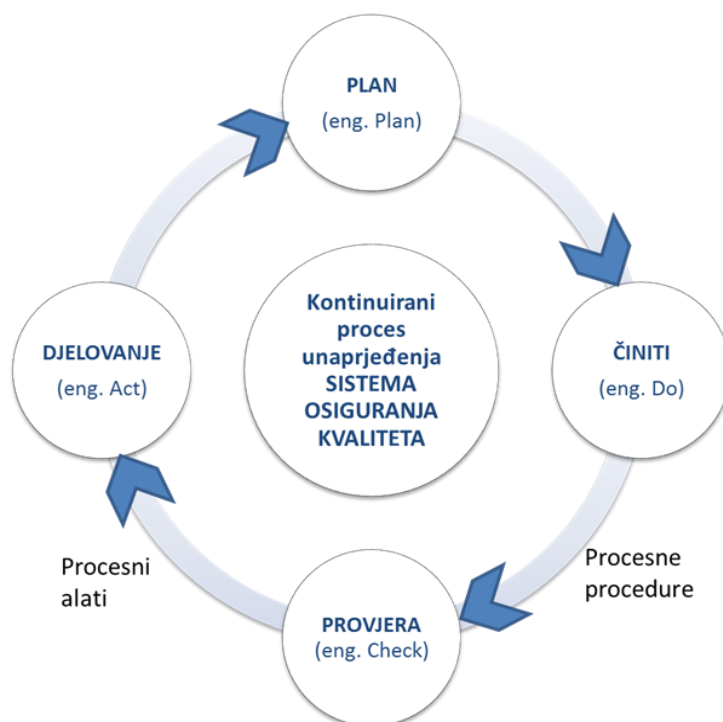 PLAN
(eng. Plan)
Kontinuirani
proces
unaprjeđenja
SISTEMA
OSIGURANJA
KVALITETA
DJELOVANJE
(eng. Act)
ČINITI
(eng. Do)
Procesni
alati
Procesne
procedure
PROVJERA
(eng. Check)